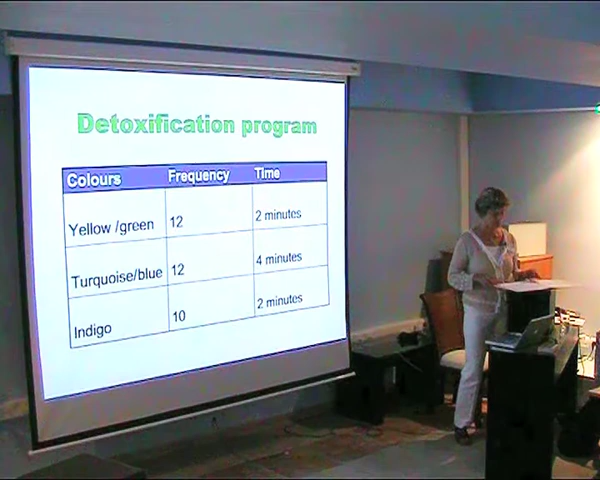 Detoxification program
Colours Frequency Time
Yellow /green 12 2 minutes
Turquoise/blue 12 4 minutes
Indigo 10 2 minutes